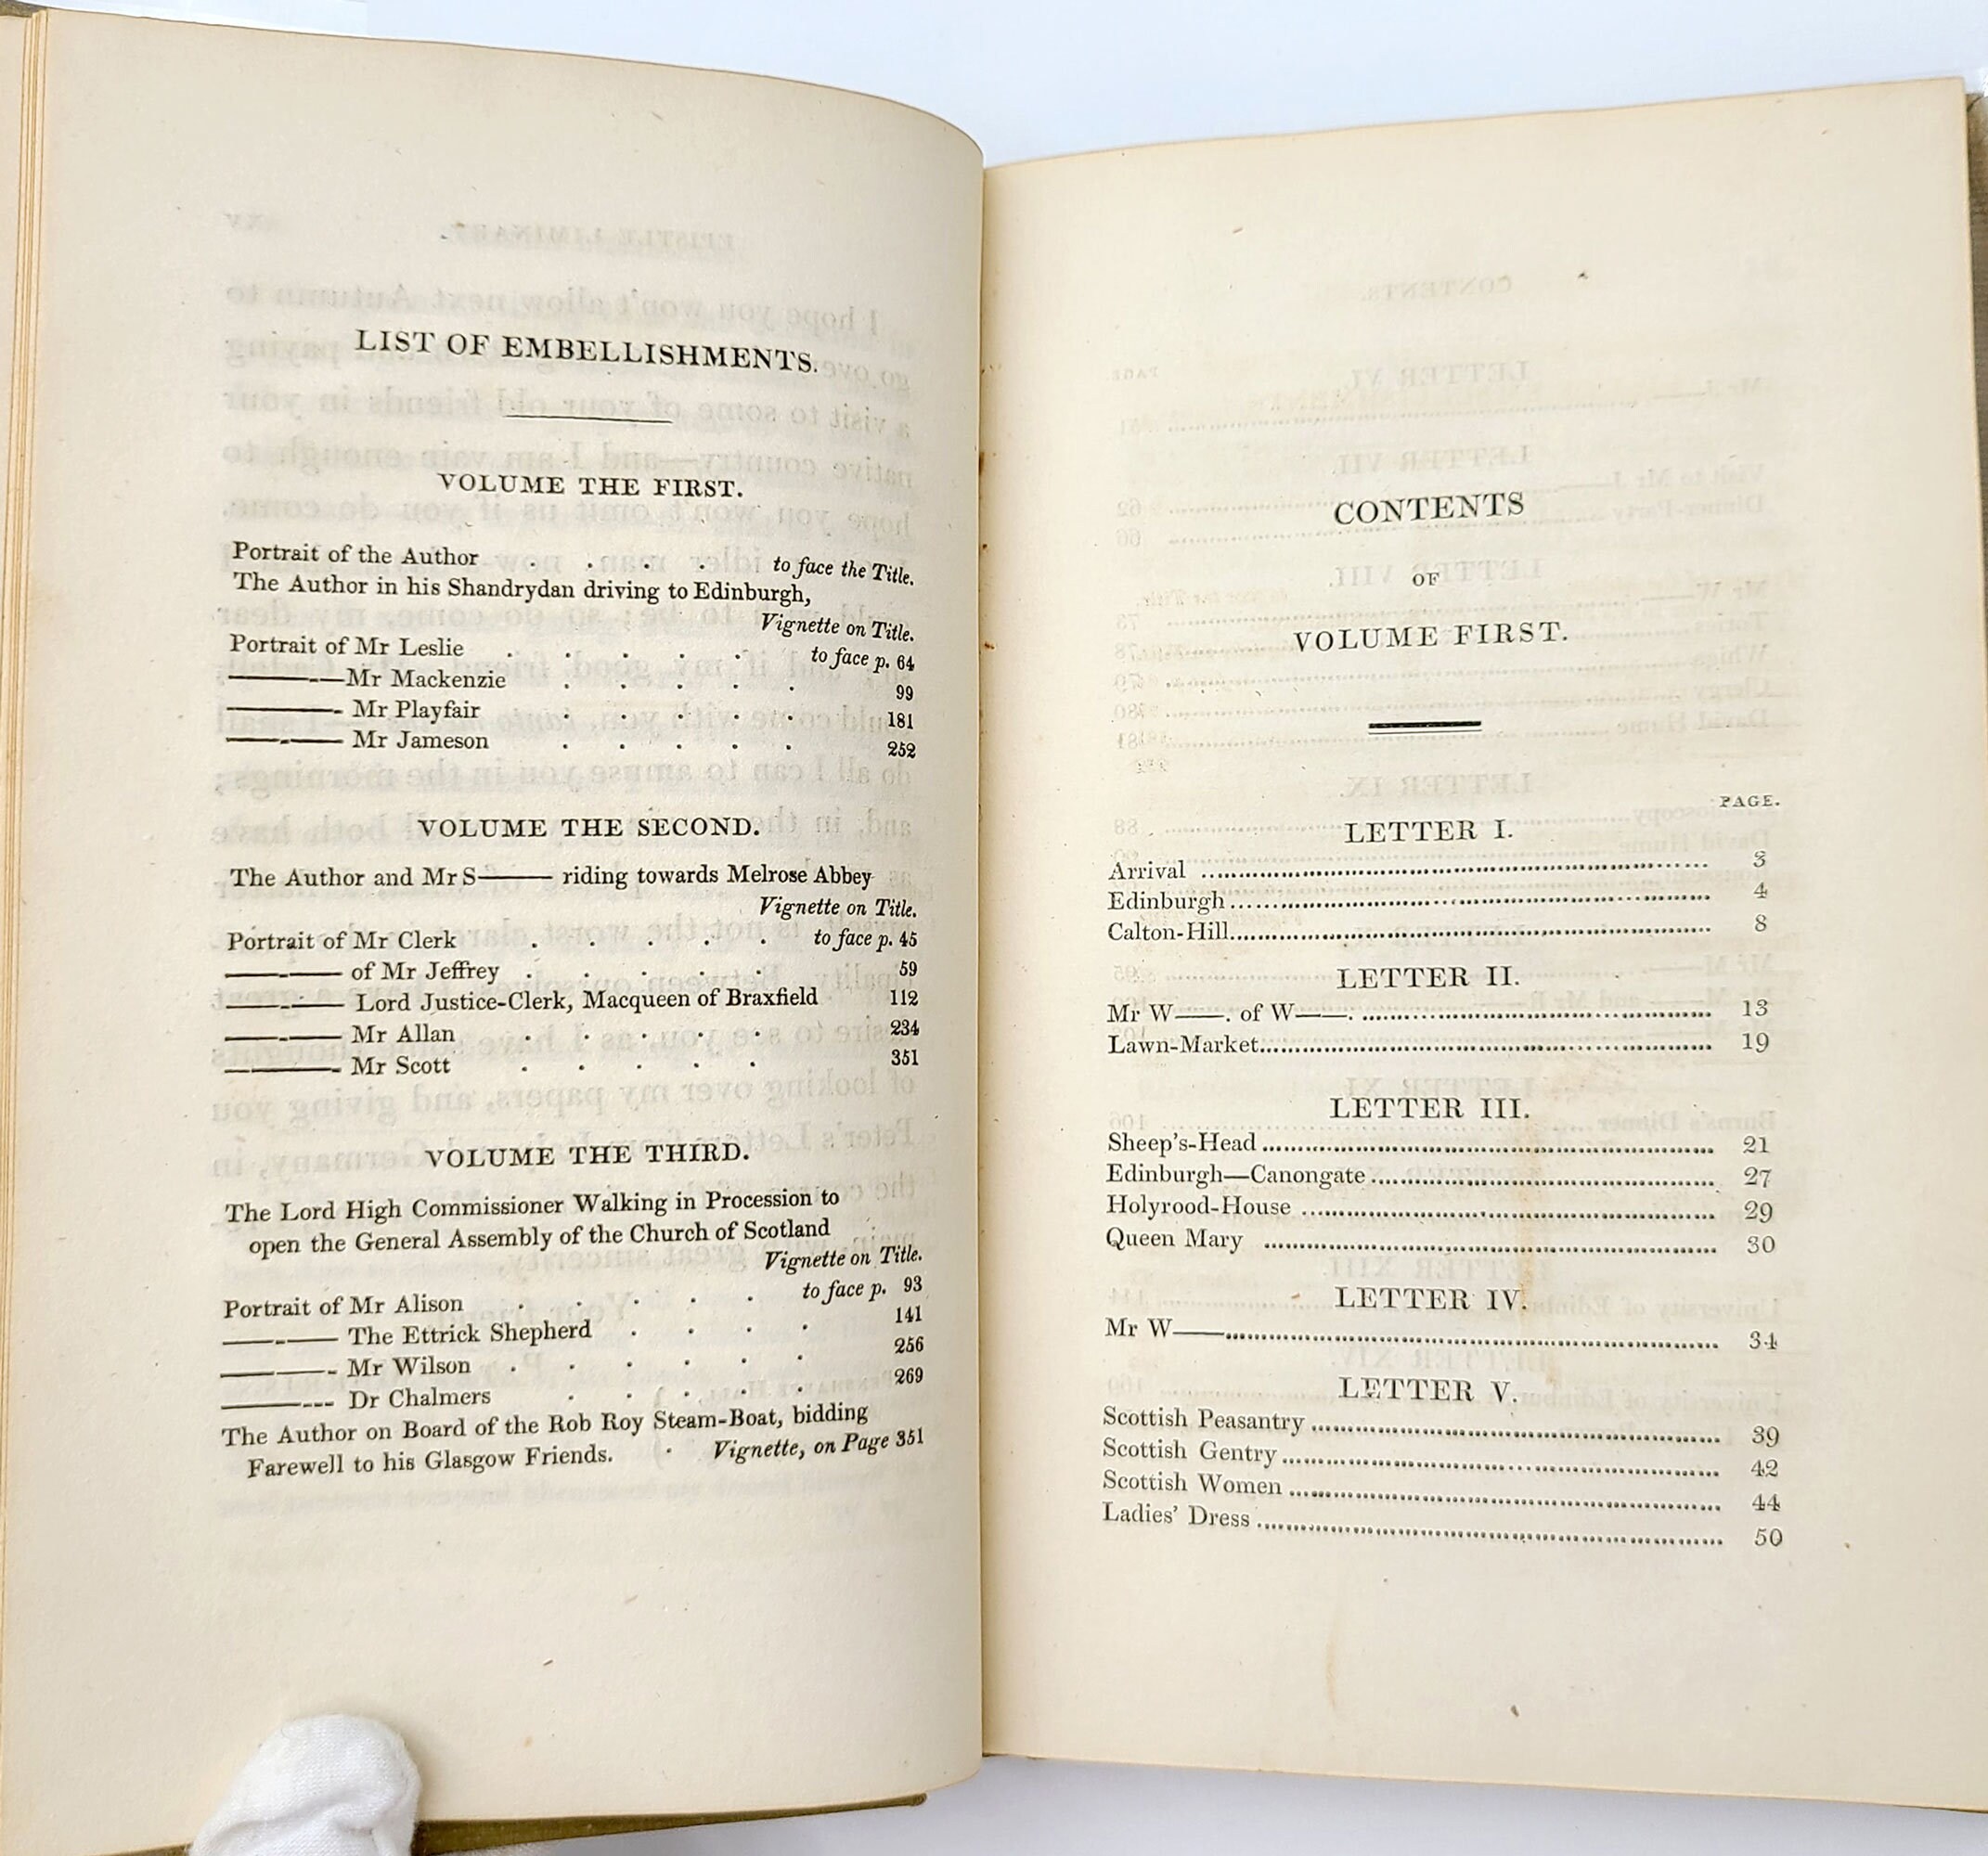 LIST OF EMBELLISHMENTS.
VOLUME THE FIRST.
Portrait of the Author . . . . to face the Title.
The Author in his Shandrydan driving to Edinburgh,
Vignette on Title.
Portrait of Mr Leslie . . . . . to face p. 64
———— Mr Mackenzie . . . . . 99
———— Mr Playfair . . . . . 181
———— Mr Jameson . . . . . 252
VOLUME THE SECOND.
The Author and Mr S—— riding towards Melrose Abbey
Vignette on Title.
Portrait of Mr Clerk . . . . . to face p. 45
———— of Mr Jeffrey . . . . . 59
———— Lord Justice-Clerk, Macqueen of Braxfield 112
———— Mr Allan . . . . . 234
———— Mr Scott . . . . . 351
VOLUME THE THIRD.
The Lord High Commissioner Walking in Procession to
open the General Assembly of the Church of Scotland
Vignette on Title.
Portrait of Mr Alison . . . . . to face p. 93
———— The Ettrick Shepherd . . . . 141
———— Mr Wilson . . . . . . 256
———— Dr Chalmers . . . . . 269
The Author on Board of the Rob Roy Steam-Boat, bidding
Farewell to his Glasgow Friends. . Vignette, on Page 351
CONTENTS
OF
VOLUME FIRST.
PAGE.
LETTER I.
Arrival ........ 3
Edinburgh ........ 4
Calton-Hill ........ 8
LETTER II.
Mr W——. of W——. ........ 13
Lawn-Market ........ 19
LETTER III.
Sheep's-Head ........ 21
Edinburgh—Canongate ........ 27
Holyrood-House ........ 29
Queen Mary ........ 30
LETTER IV.
Mr W—— ........ 34
LETTER V.
Scottish Peasantry ........ 39
Scottish Gentry ........ 42
Scottish Women ........ 44
Ladies' Dress ........ 50